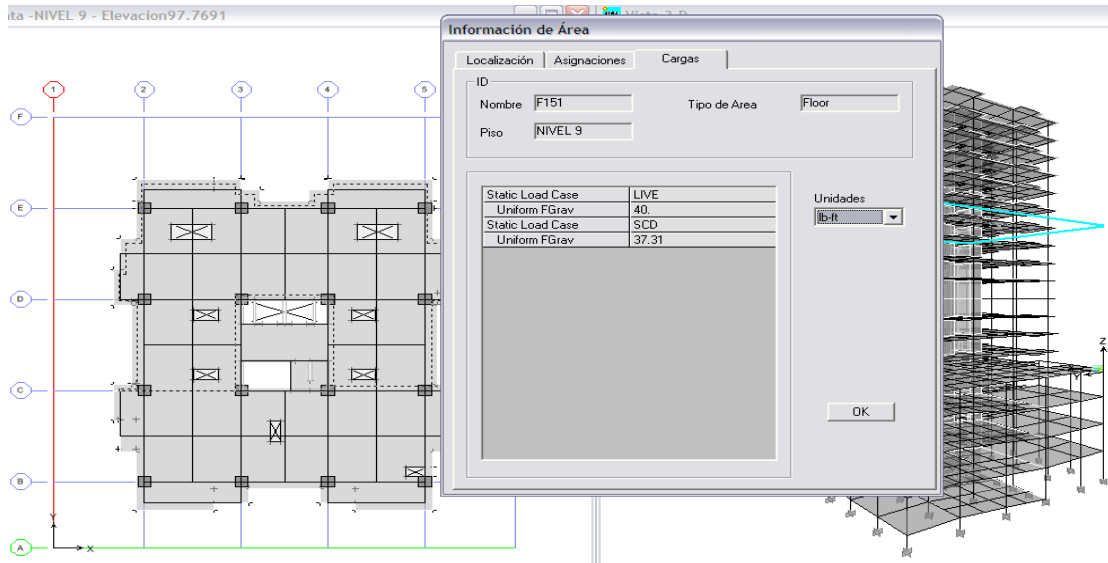 ta -NIVEL 9 - Elevacion97.7691
Vista 3-D
Información de Área
Localización
Asignaciones
Cargas
ID
Nombre
F151
Tipo de Area
Floor
Piso
NIVEL 9
Static Load Case
LIVE
Uniform FGrav
40.
Static Load Case
SCD
Uniform FGrav
37.31
Unidades
lb-ft
OK
1
2
3
4
5
F
E
D
C
B
A
Y
X
Z
Y